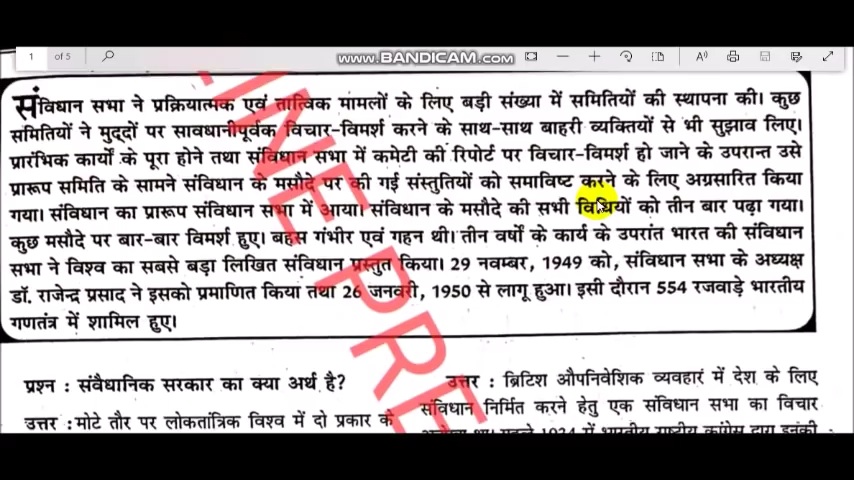 1 of 5
www.BANDICAM.com
संविधान सभा ने प्रक्रियात्मक एवं तात्विक मामलों के लिए बड़ी संख्या में समितियों की स्थापना की। कुछ
समितियों ने मुद्दों पर सावधानीपूर्वक विचार-विमर्श करने के साथ-साथ बाहरी व्यक्तियों से भी सुझाव लिए।
प्रारंभिक कार्यो के पूरा होने तथा संविधान सभा में कमेटी की रिपोर्ट पर विचार-विमर्श हो जाने के उपरान्त उसे
प्रारूप समिति के सामने संविधान के मसौदे पर की गई संस्तुतियों को समाविष्ट करने के लिए अग्रसारित किया
गया। संविधान का प्रारूप संविधान सभा में आया। संविधान के मसौदे की सभी विधियों को तीन बार पढ़ा गया।
कुछ मसौदे पर बार-बार विमर्श हुए। बहस गंभीर एवं गहन थी। तीन वर्षों के कार्य के उपरांत भारत की संविधान
सभा ने विश्व का सबसे बड़ा लिखित संविधान प्रस्तुत किया। 29 नवम्बर, 1949 को, संविधान सभा के अध्यक्ष
डॉ. राजेन्द्र प्रसाद ने इसको प्रमाणित किया तथा 26 जनवरी, 1950 से लागू हुआ। इसी दौरान 554 रजवाड़े भारतीय
गणतंत्र में शामिल हुए।
प्रश्न : संवैधानिक सरकार का क्या अर्थ है?
उत्तर : मोटे तौर पर लोकतांत्रिक विश्व में दो प्रकार के
उत्तर : ब्रिटिश औपनिवेशिक व्यवहार में देश के लिए
संविधान निर्मित करने हेतु एक संविधान सभा का विचार
INE PRE